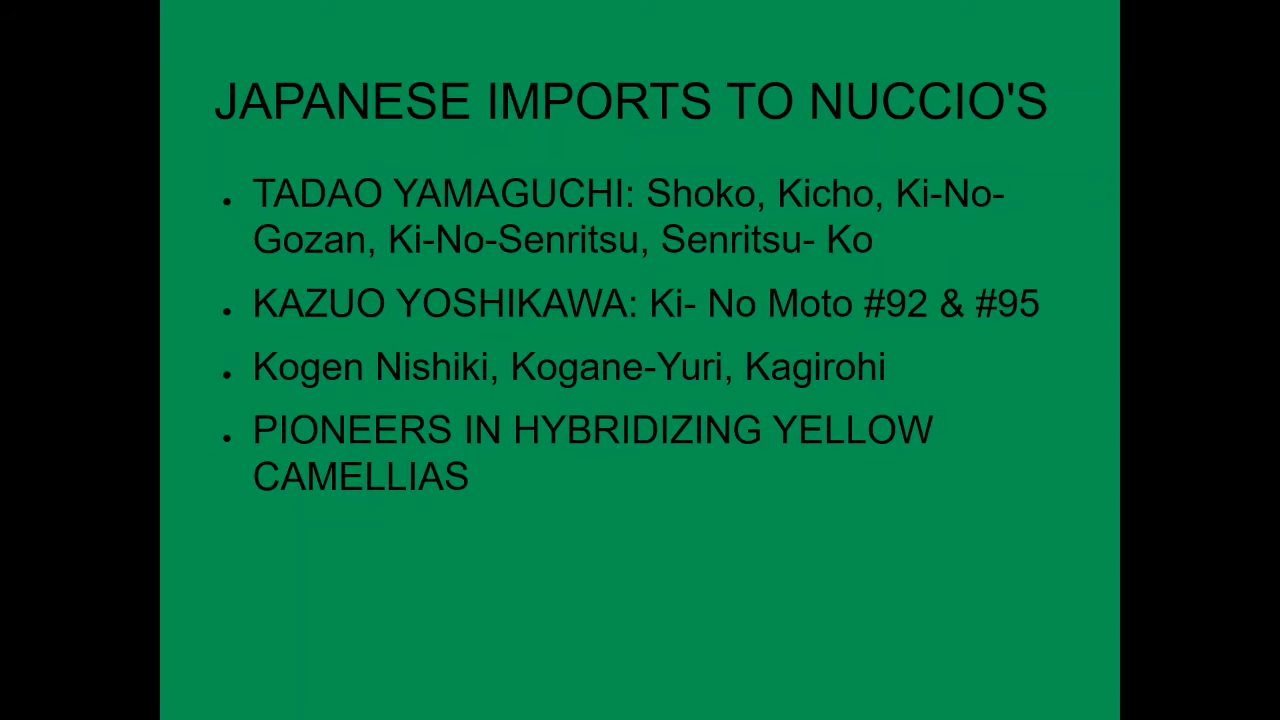 JAPANESE IMPORTS TO NUCCIO'S
• TADAO YAMAGUCHI: Shoko, Kicho, Ki-No-
Gozan, Ki-No-Senritsu, Senritsu- Ko
• KAZUO YOSHIKAWA: Ki- No Moto #92 & #95
• Kogen Nishiki, Kogane-Yuri, Kagirohi
• PIONEERS IN HYBRIDIZING YELLOW
CAMELLIAS